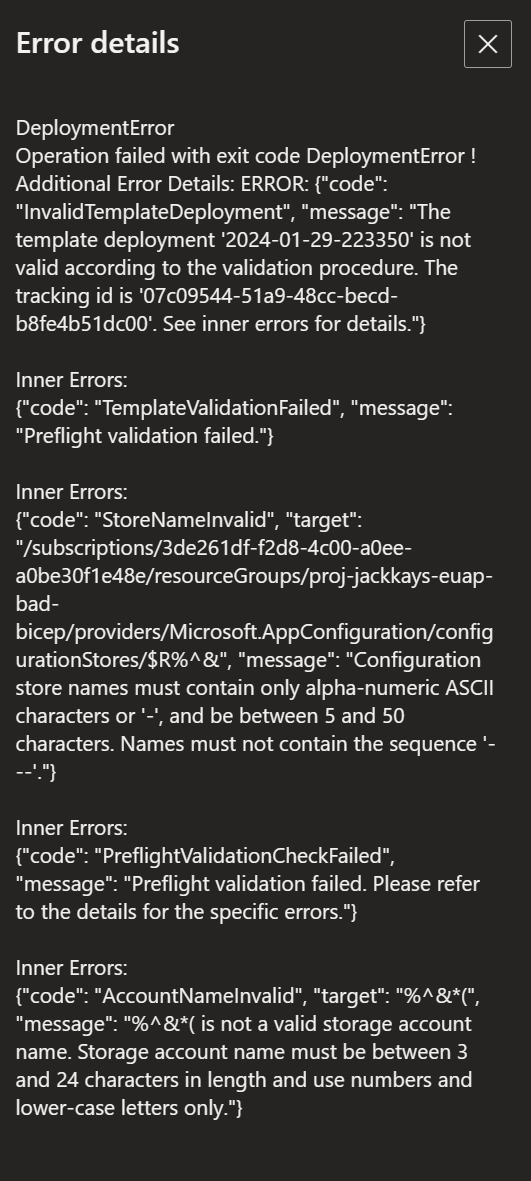 Error details
DeploymentError
Operation failed with exit code DeploymentError !
Additional Error Details: ERROR: {"code":
"InvalidTemplateDeployment", "message": "The
template deployment '2024-01-29-223350' is not
valid according to the validation procedure. The
tracking id is '07c09544-51a9-48cc-becd-
b8fe4b51dc00'. See inner errors for details."}
Inner Errors:
{"code": "TemplateValidationFailed", "message":
"Preflight validation failed."}
Inner Errors:
{"code": "StoreNameInvalid", "target":
"/subscriptions/3de261df-f2d8-4c00-a0ee-
a0be30f1e48e/resourceGroups/proj-jackkays-euap-
bad-
bicep/providers/Microsoft.AppConfiguration/config
urationStores/$R%^&", "message": "Configuration
store names must contain only alpha-numeric ASCII
characters or '-', and be between 5 and 50
characters. Names must not contain the sequence '-
--'."}
Inner Errors:
{"code": "PreflightValidationCheckFailed",
"message": "Preflight validation failed. Please refer
to the details for the specific errors."}
Inner Errors:
{"code": "AccountNameInvalid", "target": "%^&*(",
"message": "%^&*( is not a valid storage account
name. Storage account name must be between 3
and 24 characters in length and use numbers and
lower-case letters only."}